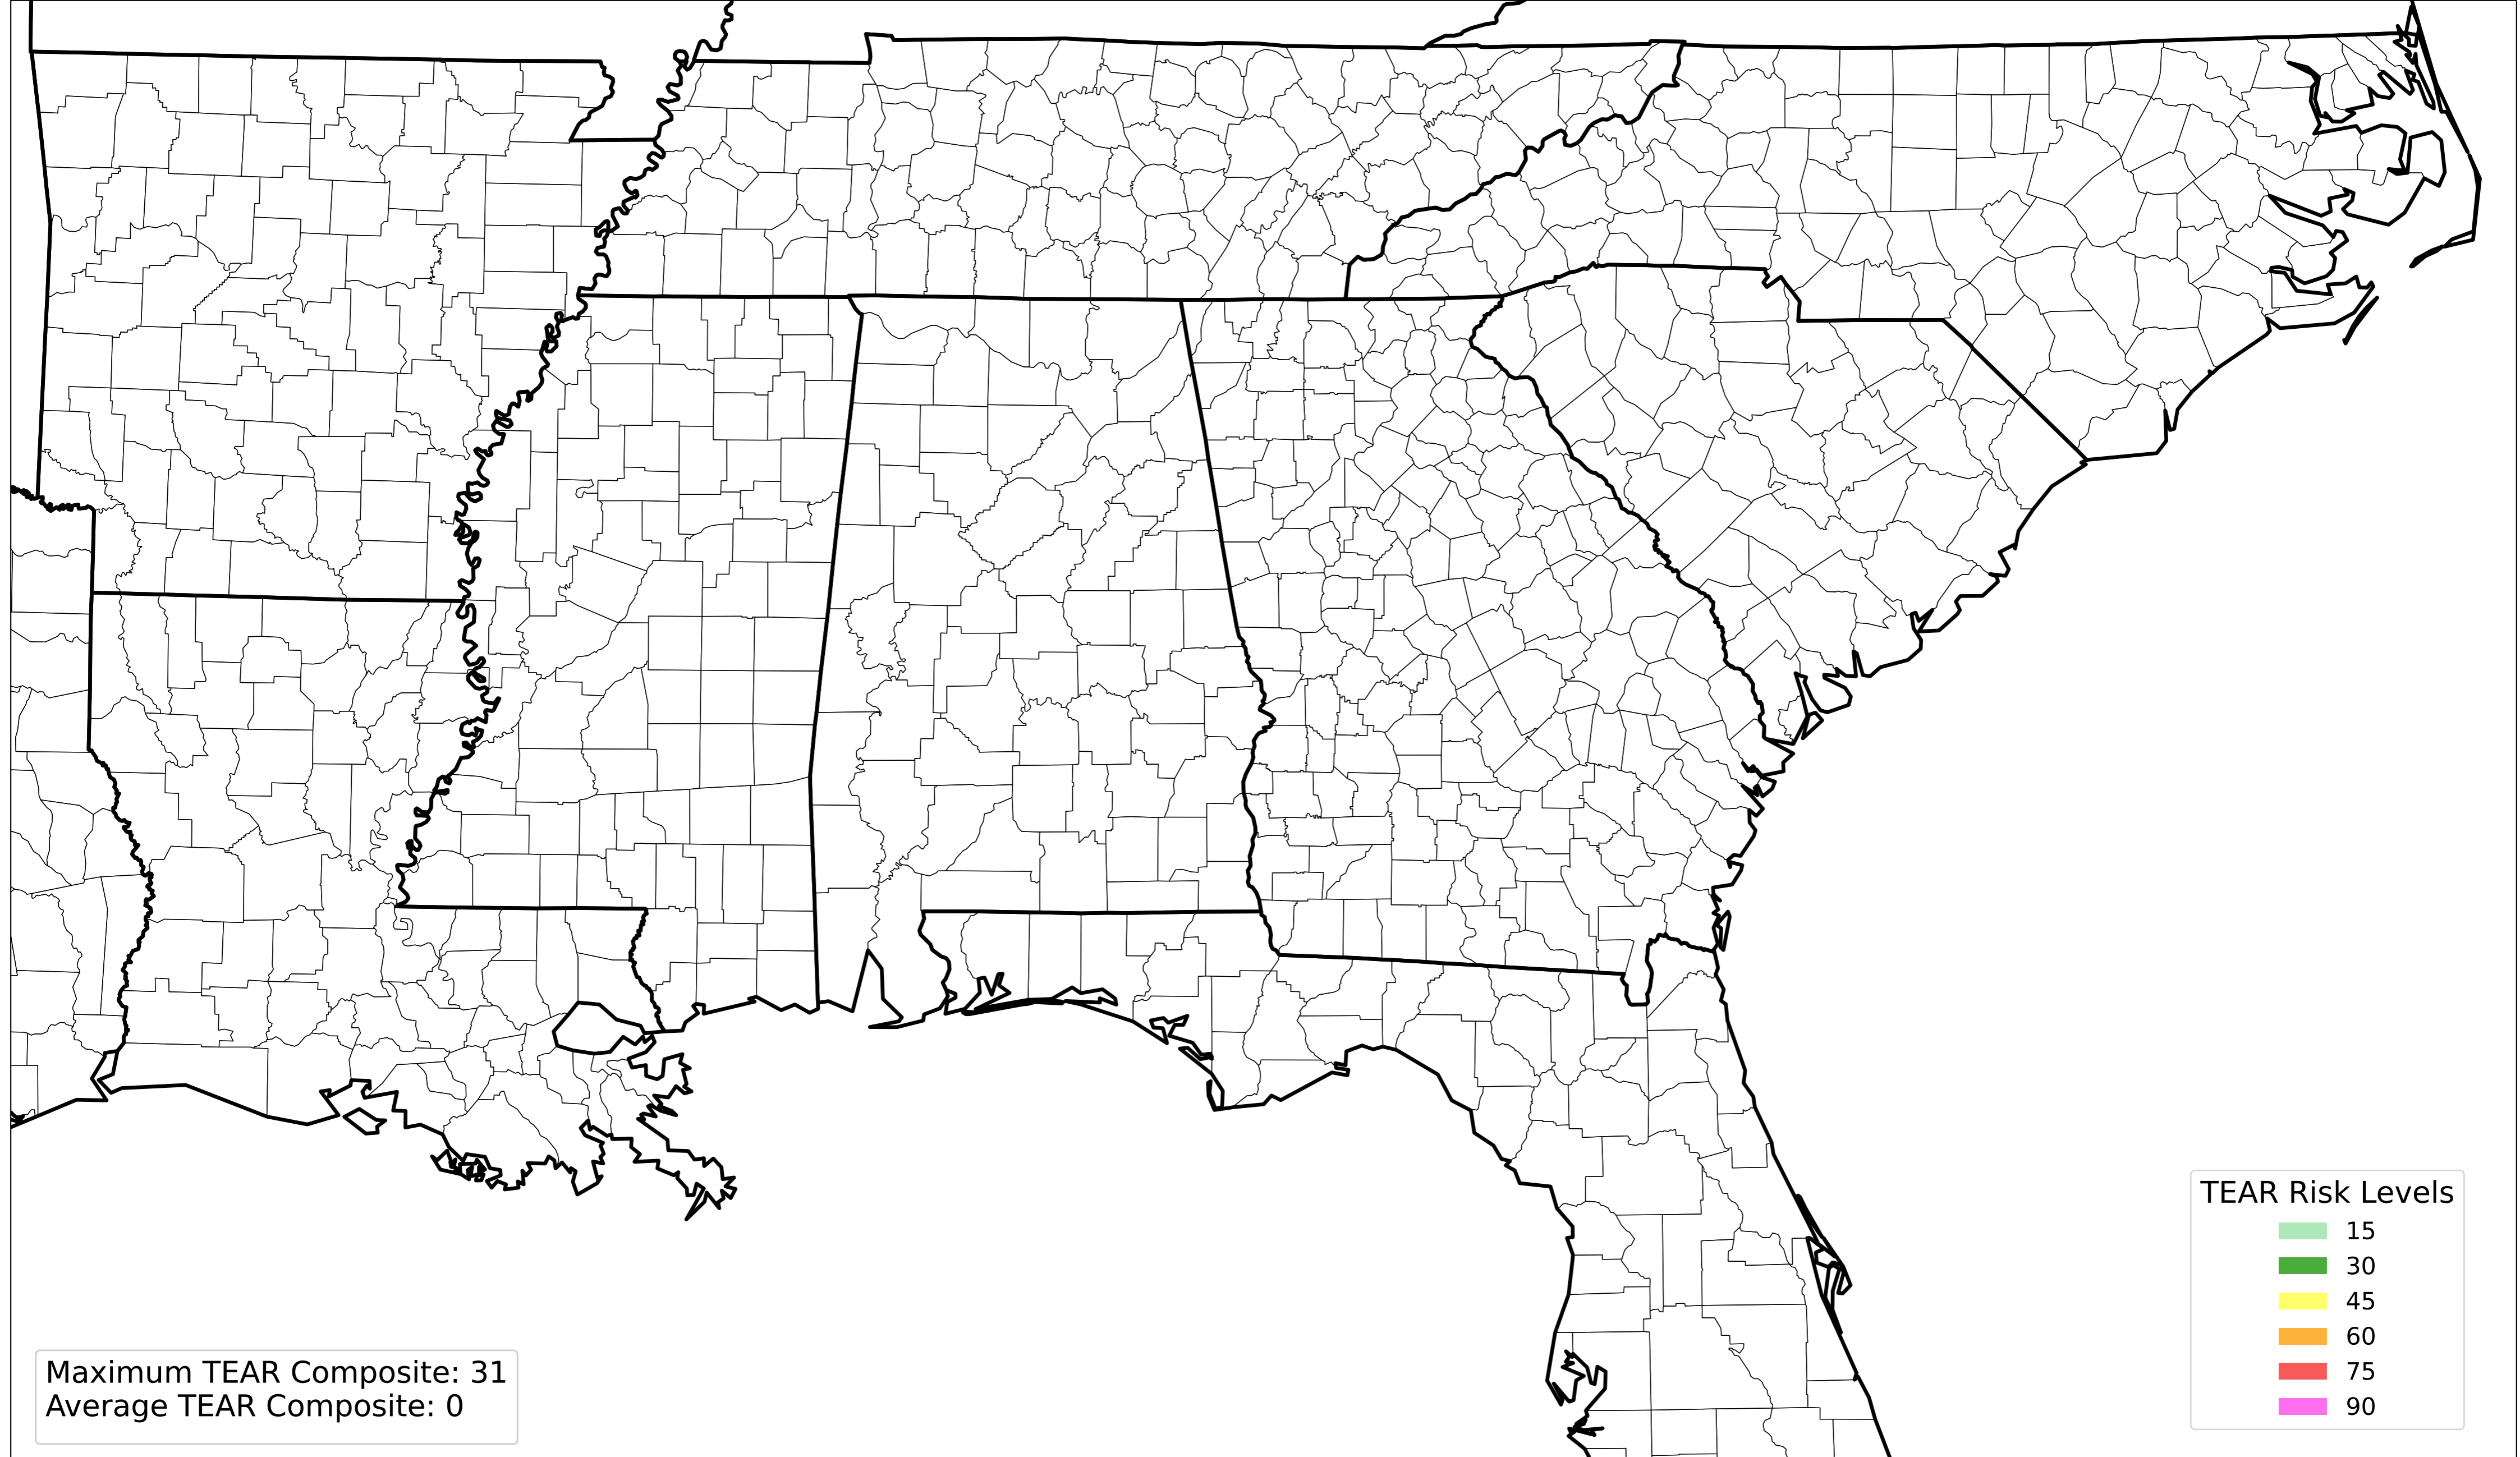 TEAR Risk Levels
15
30
45
60
75
90
Maximum TEAR Composite: 31
Average TEAR Composite: 0